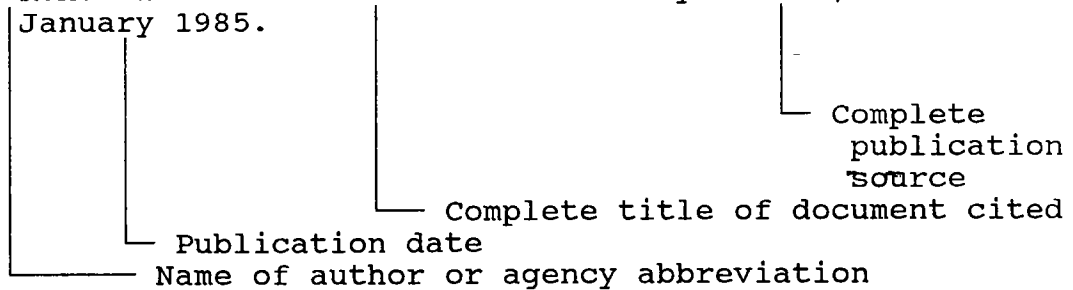 January 1985.
Complete
publication
source
Complete title of document cited
Publication date
Name of author or agency abbreviation